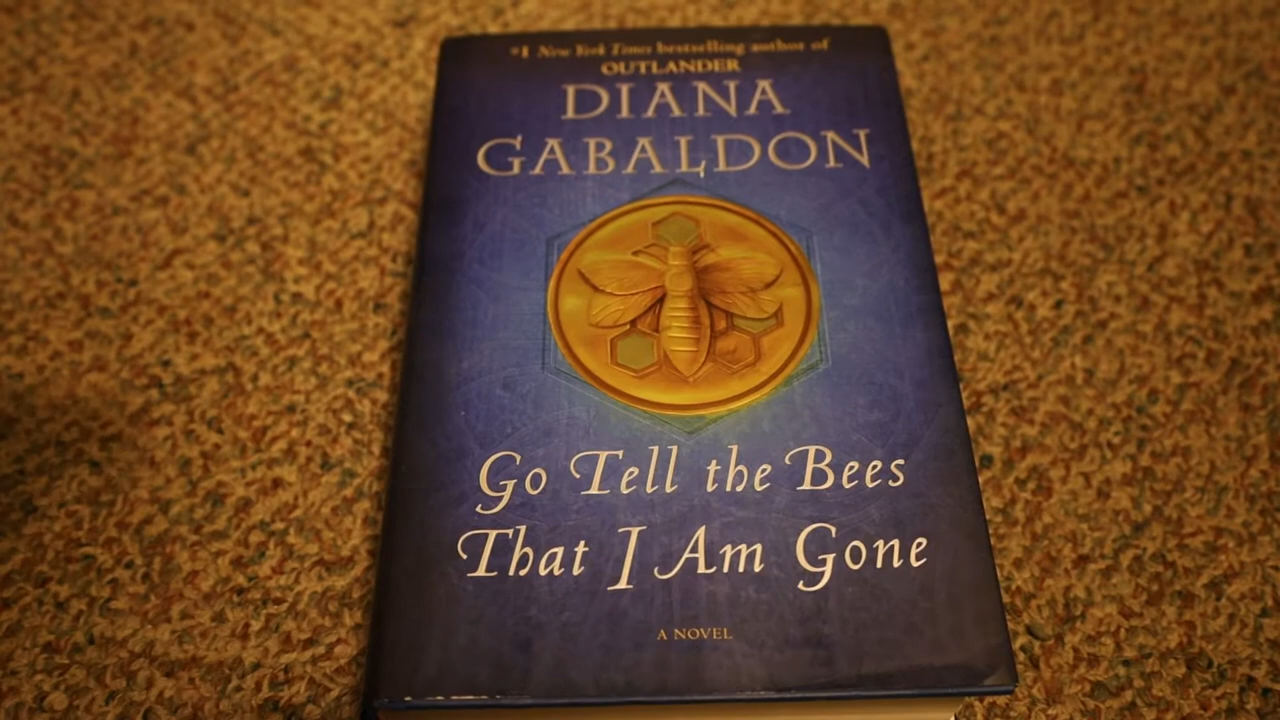 #1 New York Times bestselling author of
OUTLANDER
DIANA
GABALDON
Go Tell the Bees
That I Am Gone
A NOVEL